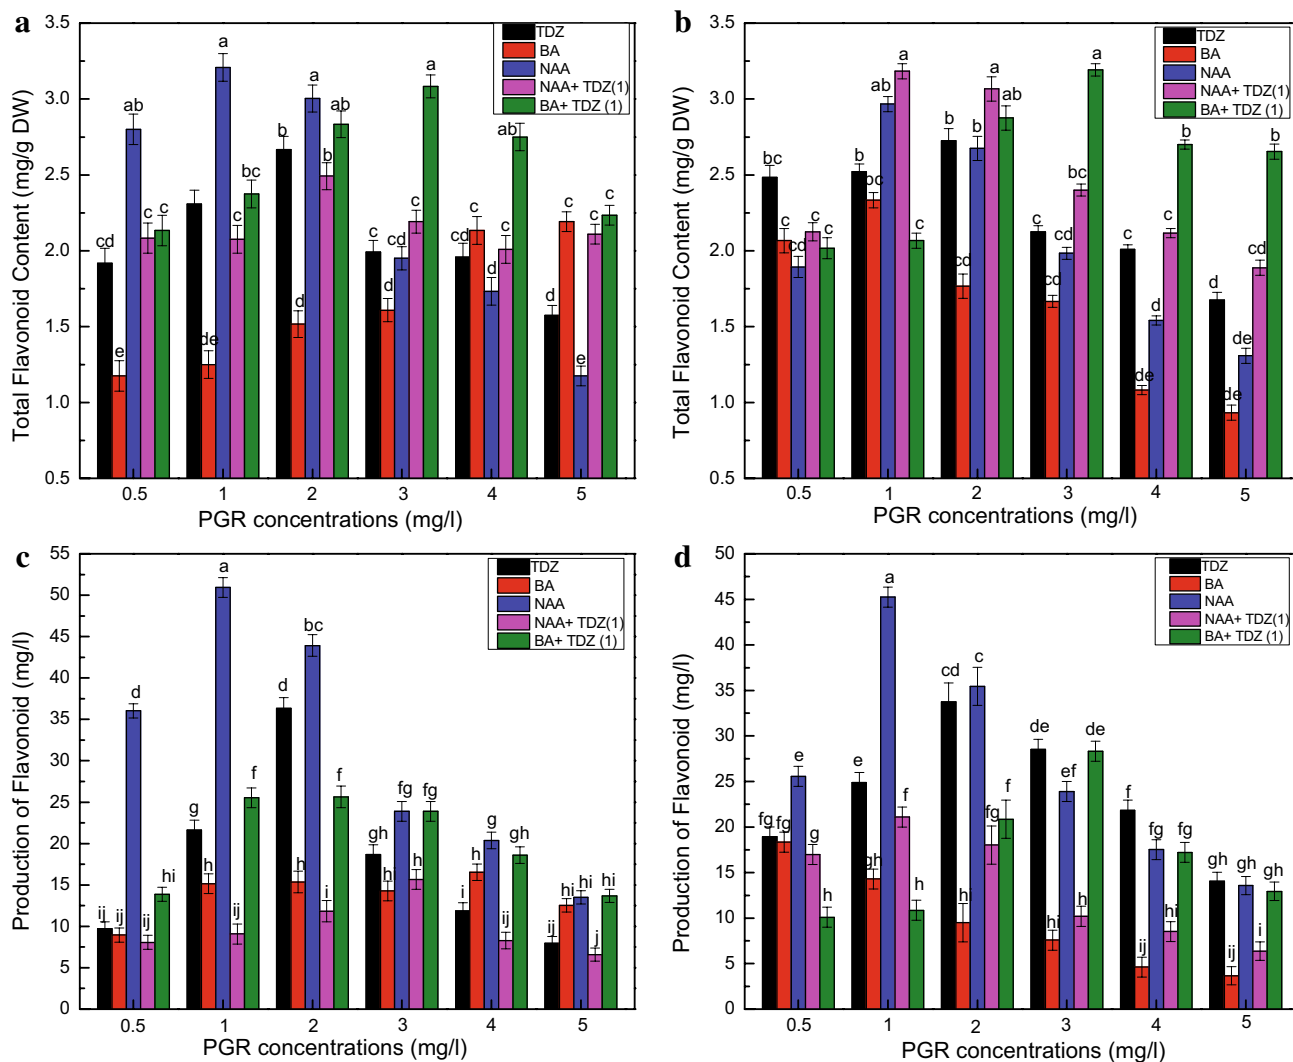 a
Total Flavonoid Content (mg/g DW)
3.5
3.0
2.5
2.0
1.5
1.0
0.5
TDZ
BA
NAA
NAA+ TDZ(1)
BA+ TDZ (1)
cd e ab c c
de a c bc
b d a b ab
c d cd c a
cd c d c ab
d c e c c
0.5 1 2 3 4 5
PGR concentrations (mg/l)
b
Total Flavonoid Content (mg/g DW)
3.5
3.0
2.5
2.0
1.5
1.0
0.5
TDZ
BA
NAA
NAA+ TDZ(1)
BA+ TDZ (1)
bc c cd c c
b bc ab a c
b cd b a ab
c c cd bc a
c de d c b
d de de cd b
0.5 1 2 3 4 5
PGR concentrations (mg/l)
c
Production of Flavonoid (mg/l)
55
50
45
40
35
30
25
20
15
10
5
0
TDZ
BA
NAA
NAA+ TDZ(1)
BA+ TDZ (1)
ij ij d ij hi
g h a ij f
d h bc i f
gh hi fg h fg
i h g ij gh
ij hi hi j hi
0.5 1 2 3 4 5
PGR concentrations (mg/l)
d
Production of Flavonoid (mg/l)
50
45
40
35
30
25
20
15
10
5
0
TDZ
BA
NAA
NAA+ TDZ(1)
BA+ TDZ (1)
fg fg e g h
e gh a f h
cd hi c fg f
de hi ef h de
f ij fg hi fg
gh ij gh i gh
0.5 1 2 3 4 5
PGR concentrations (mg/l)